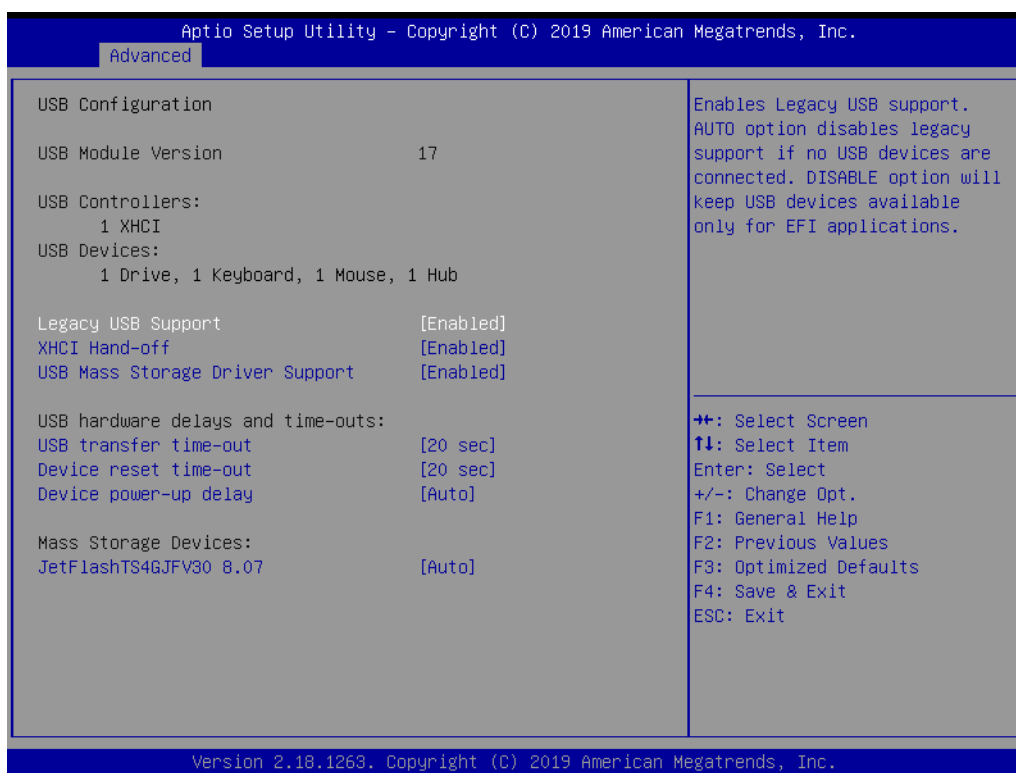 Aptio Setup Utility – Copyright (C) 2019 American Megatrends, Inc.
Advanced
USB Configuration
USB Module Version 17
USB Controllers:
1 XHCI
USB Devices:
1 Drive, 1 Keyboard, 1 Mouse, 1 Hub
Legacy USB Support [Enabled]
XHCI Hand-off [Enabled]
USB Mass Storage Driver Support [Enabled]
USB hardware delays and time-outs:
USB transfer time-out [20 sec]
Device reset time-out [20 sec]
Device power-up delay [Auto]
Mass Storage Devices:
JetFlashTS4GJFV30 8.07 [Auto]
Enables Legacy USB support.
AUTO option disables legacy
support if no USB devices are
connected. DISABLE option will
keep USB devices available
only for EFI applications.
→←: Select Screen
↑↓: Select Item
Enter: Select
+/-: Change Opt.
F1: General Help
F2: Previous Values
F3: Optimized Defaults
F4: Save & Exit
ESC: Exit
Version 2.18.1263. Copyright (C) 2019 American Megatrends, Inc.